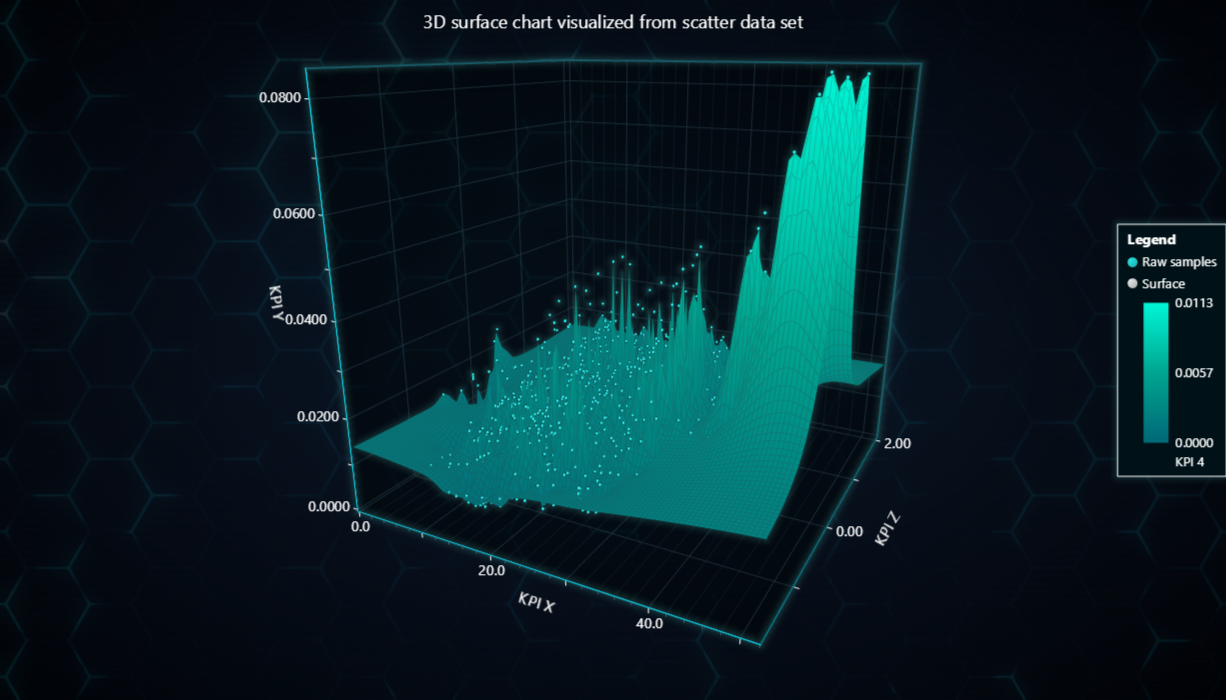 3D surface chart visualized from scatter data set
0.0800
0.0600
KPI Y
0.0400
0.0200
0.0000
0.0
20.0
KPI X
40.0
2.00
0.00
KPI Z
Legend
Raw samples
Surface
0.0113
0.0057
0.0000
KPI 4